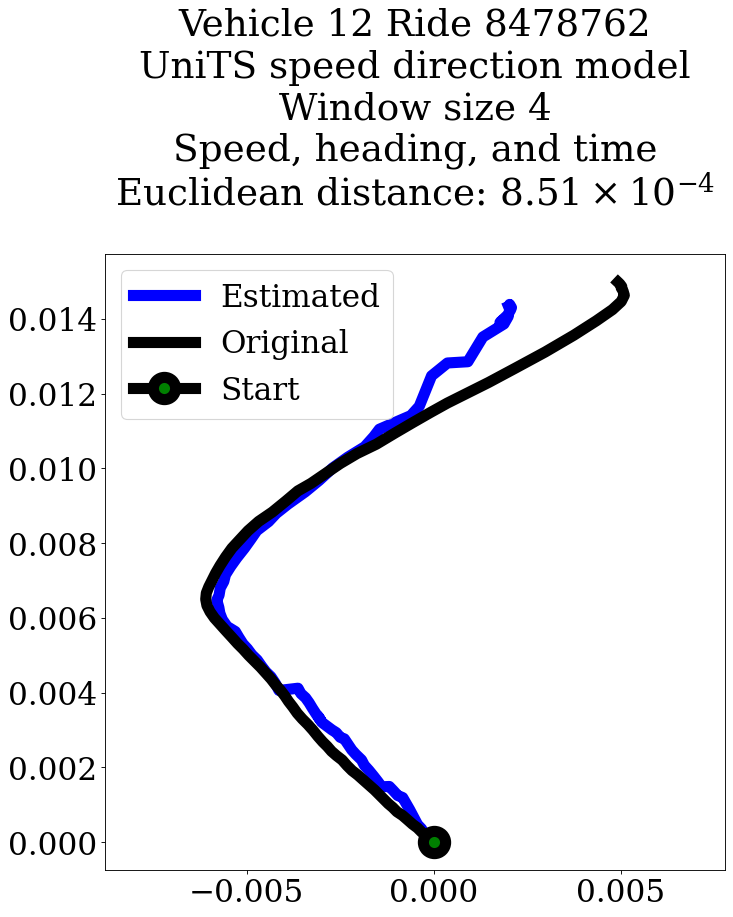 Vehicle 12 Ride 8478762
UniTS speed direction model
Window size 4
Speed, heading, and time
Euclidean distance: 8.51 × 10⁻⁴
Estimated
Original
Start
0.014
0.012
0.010
0.008
0.006
0.004
0.002
0.000
−0.005 0.000 0.005